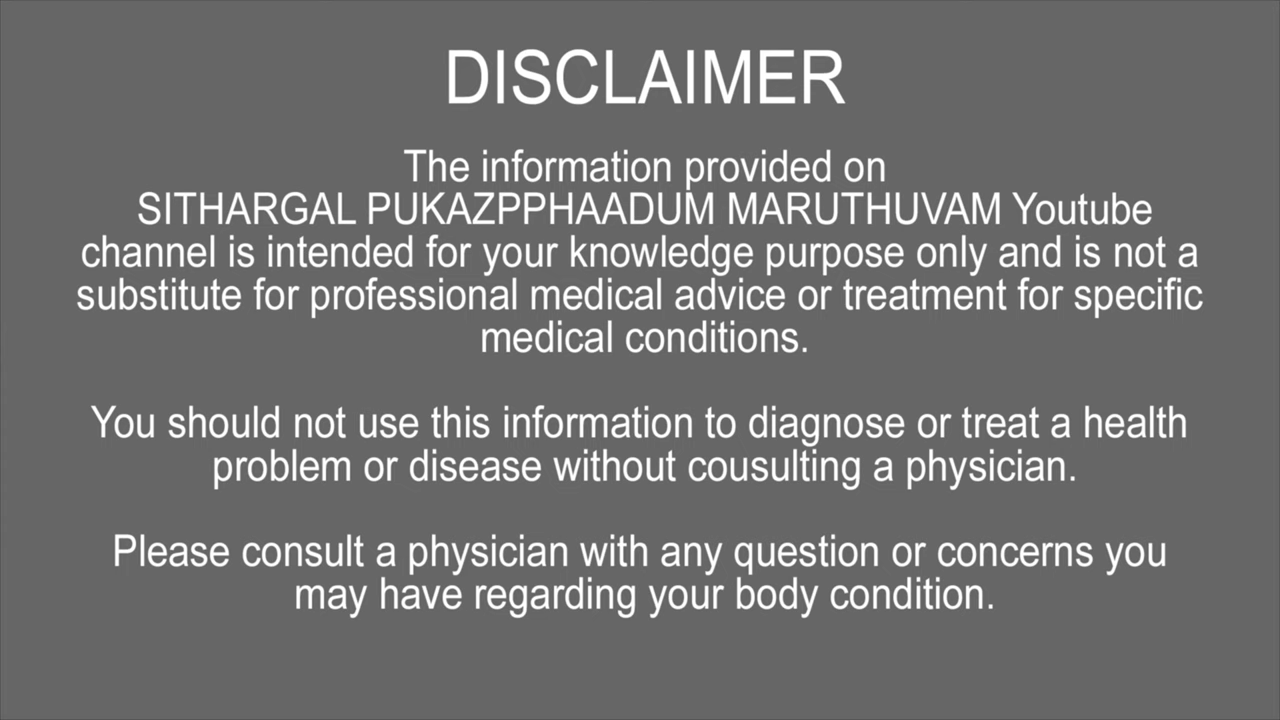 DISCLAIMER
The information provided on
SITHARGAL PUKAZPPHAADUM MARUTHUVAM Youtube
channel is intended for your knowledge purpose only and is not a
substitute for professional medical advice or treatment for specific
medical conditions.
You should not use this information to diagnose or treat a health
problem or disease without cousulting a physician.
Please consult a physician with any question or concerns you
may have regarding your body condition.